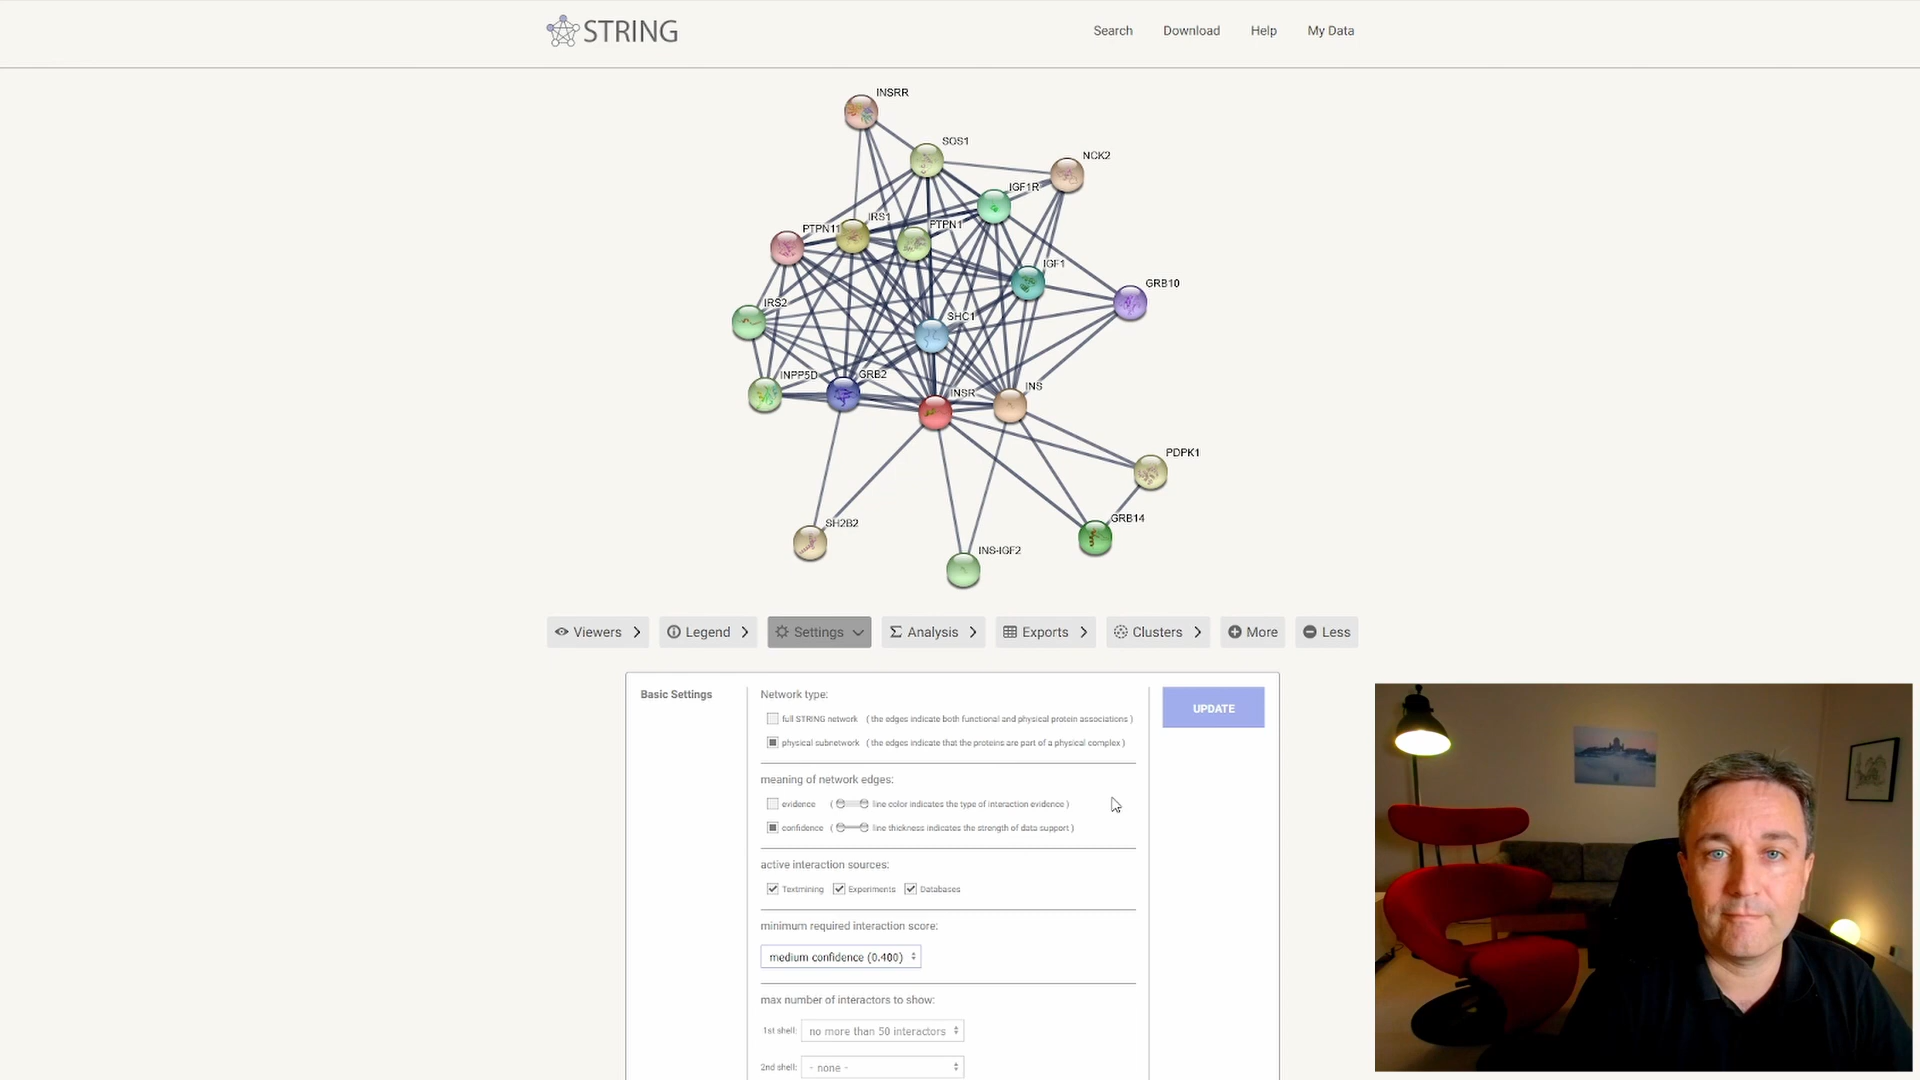 STRING
Search Download Help My Data
INSRR
SOS1
NCK2
IGF1R
IRS1
PTPN1
PTPN11
IGF1
GRB10
IRS2
SHC1
INPP5D
GRB2
INS
INSR
PDPK1
GRB14
SH2B2
INS-IGF2
Viewers Legend Settings Analysis Exports Clusters More Less
Basic Settings
Network type:
full STRING network ( the edges indicate both functional and physical protein associations )
physical subnetwork ( the edges indicate that the proteins are part of a physical complex )
UPDATE
meaning of network edges:
evidence ( line color indicates the type of interaction evidence )
confidence ( line thickness indicates the strength of data support )
active interaction sources:
Textmining Experiments Databases
minimum required interaction score:
medium confidence (0.400)
max number of interactors to show:
1st shell: no more than 50 interactors
2nd shell: - none -